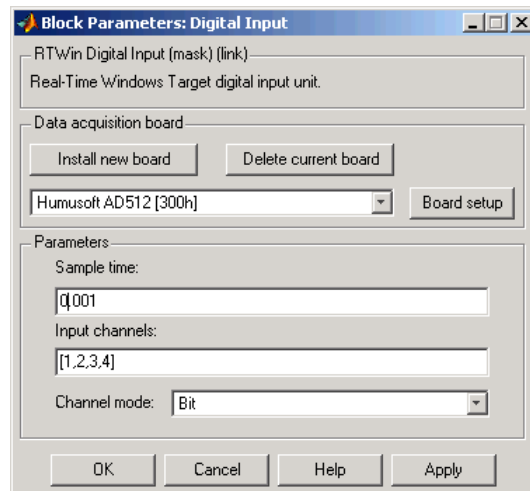 Block Parameters: Digital Input
RTWin Digital Input (mask) (link)
Real-Time Windows Target digital input unit.
Data acquisition board
Install new board
Delete current board
Humusoft AD512 [300h]
Board setup
Parameters
Sample time:
0.001
Input channels:
[1,2,3,4]
Channel mode: Bit
OK Cancel Help Apply